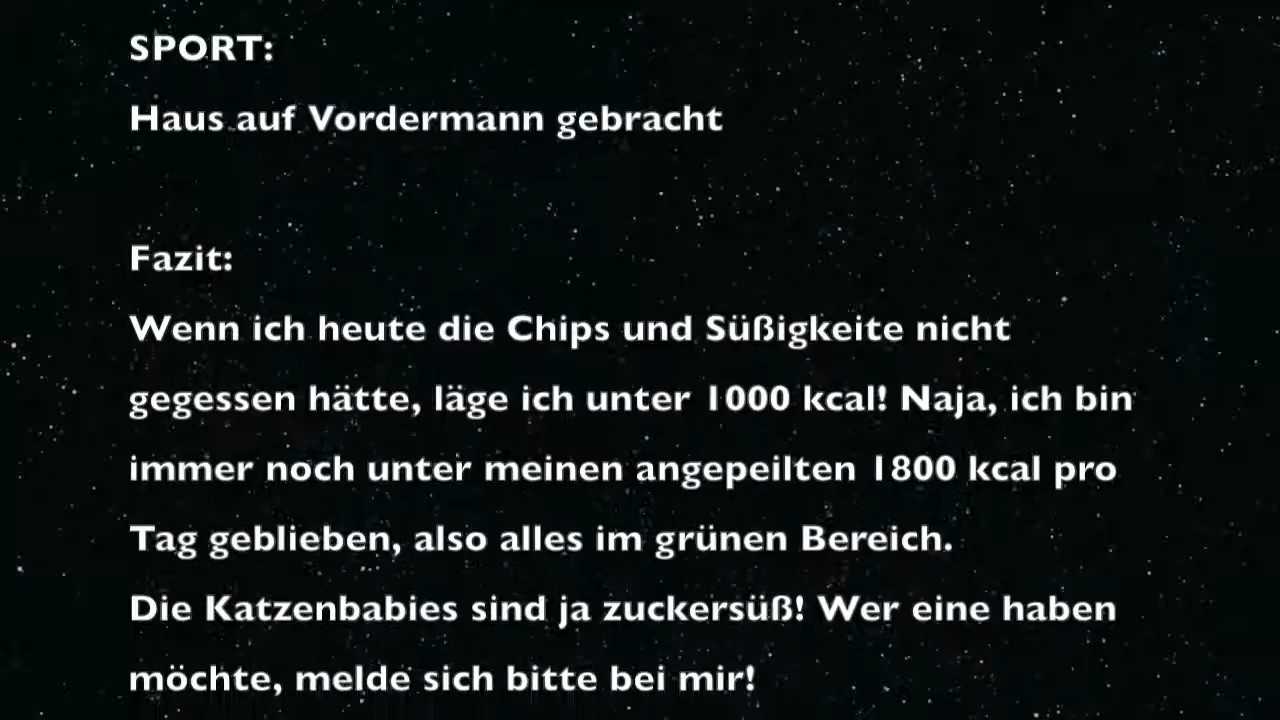 SPORT:
Haus auf Vordermann gebracht
Fazit:
Wenn ich heute die Chips und Süßigkeite nicht
gegessen hätte, läge ich unter 1000 kcal! Naja, ich bin
immer noch unter meinen angepeilten 1800 kcal pro
Tag geblieben, also alles im grünen Bereich.
Die Katzenbabies sind ja zuckersüß! Wer eine haben
möchte, melde sich bitte bei mir!